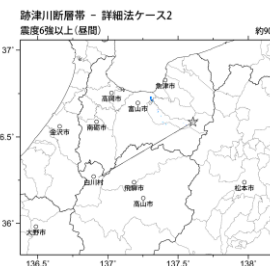 跡津川断層帯 － 詳細法ケース2
震度6強以上（昼間）
約90
37°
魚津市
高岡市
富山市
金沢市
南砺市
36.5°
白川村
飛騨市
松本市
高山市
36°
大野市
136.5°
137°
137.5°
138°